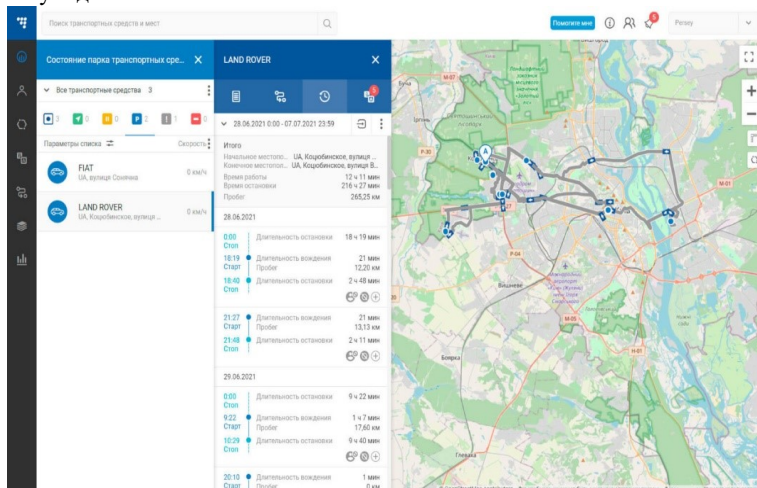 Поиск транспортных средств и мест
Помогите мне
5
Состояние парка транспортных сре...
LAND ROVER
5
Все транспортные средства 3
28.06.2021 0:00 - 07.07.2021 23:59
3
0
0
P 2
1
0
Параметры списка
Скорость
FIAT
UA, вулиця Сонячна
0 км/ч
LAND ROVER
UA, Коцюбинское, вулиця ...
0 км/ч
Итого
Начальное местопо... UA, Коцюбинское, вулиця ...
Конечное местопол... UA, Коцюбинское, вулиця В...
Время работы 12 ч 11 мин
Время остановки 216 ч 27 мин
Пробег 265,25 км
28.06.2021
0:00 Длительность остановки 18 ч 19 мин
Стоп
18:19 Длительность вождения 21 мин
Старт Пробег 12,20 км
18:40 Длительность остановки 2 ч 48 мин
Стоп
21:27 Длительность вождения 21 мин
Старт Пробег 13,13 км
21:48 Длительность остановки 2 ч 11 мин
Стоп
29.06.2021
0:00 Длительность остановки 9 ч 22 мин
Стоп
9:22 Длительность вождения 1 ч 7 мин
Старт Пробег 17,60 км
10:29 Длительность остановки 9 ч 40 мин
Стоп
20:10 Длительность вождения 1 мин
Старт Пробег 0 км
M-07
P-30
A
M-01
P-04
Вишневе
M-05
Боярка
H-01
Глеваха